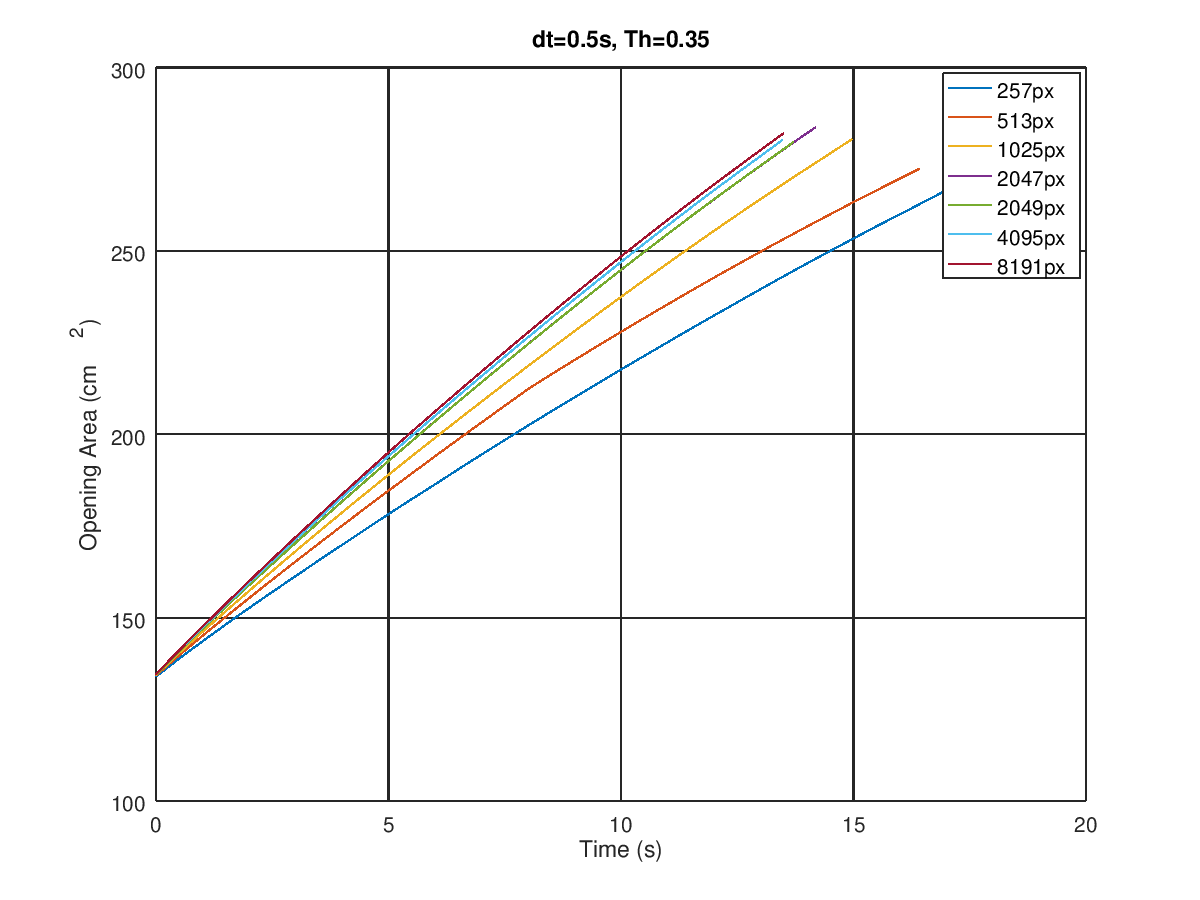 dt=0.5s, Th=0.35
300
250
200
150
100
Opening Area (cm 2)
0 5 10 15 20
Time (s)
257px
513px
1025px
2047px
2049px
4095px
8191px